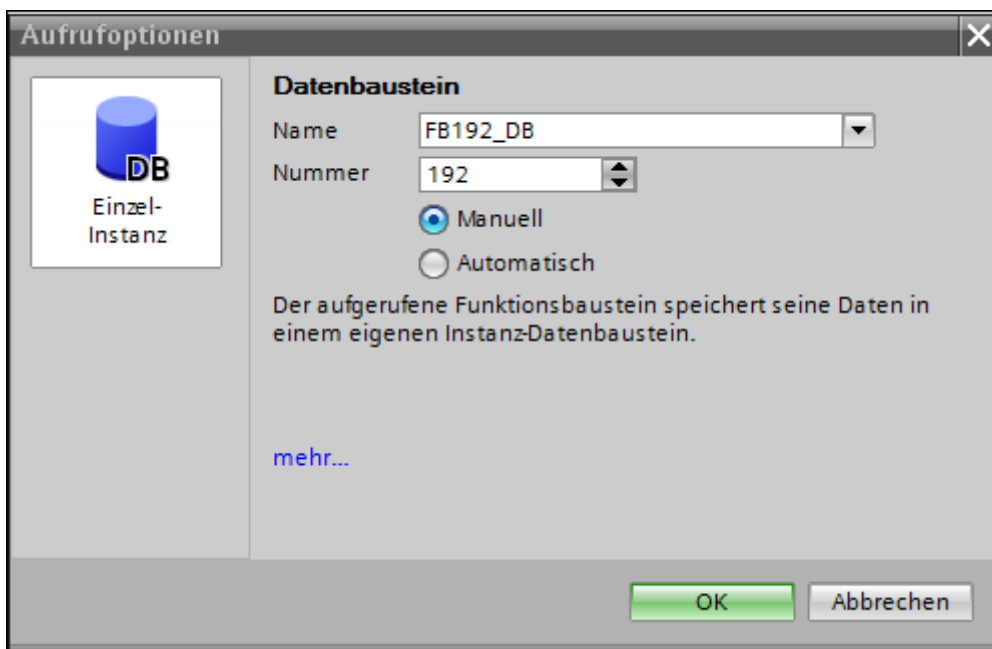 Aufrufoptionen
DB
Einzel-
Instanz
Datenbaustein
Name FB192_DB
Nummer 192
Manuell
Automatisch
Der aufgerufene Funktionsbaustein speichert seine Daten in
einem eigenen Instanz-Datenbaustein.
mehr...
OK Abbrechen